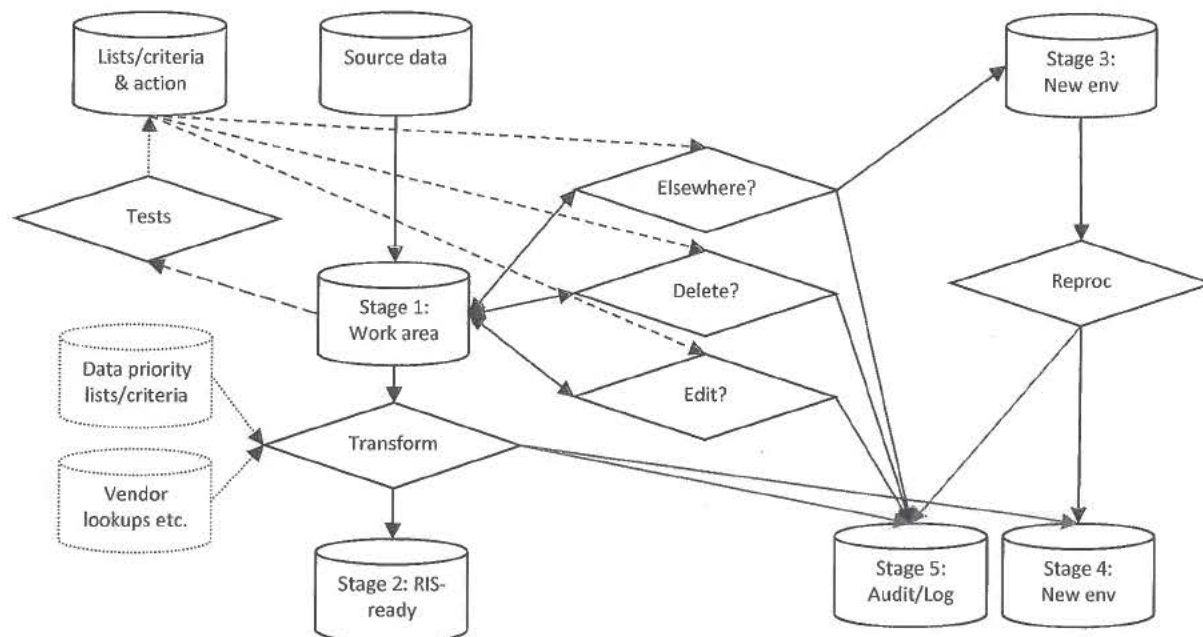 Lists/criteria
& action
Source data
Stage 3:
New env
Elsewhere?
Tests
Delete?
Reproc
Stage 1:
Work area
Data priority
lists/criteria
Edit?
Transform
Vendor
lookups etc.
Stage 2: RIS-
ready
Stage 5:
Audit/Log
Stage 4:
New env